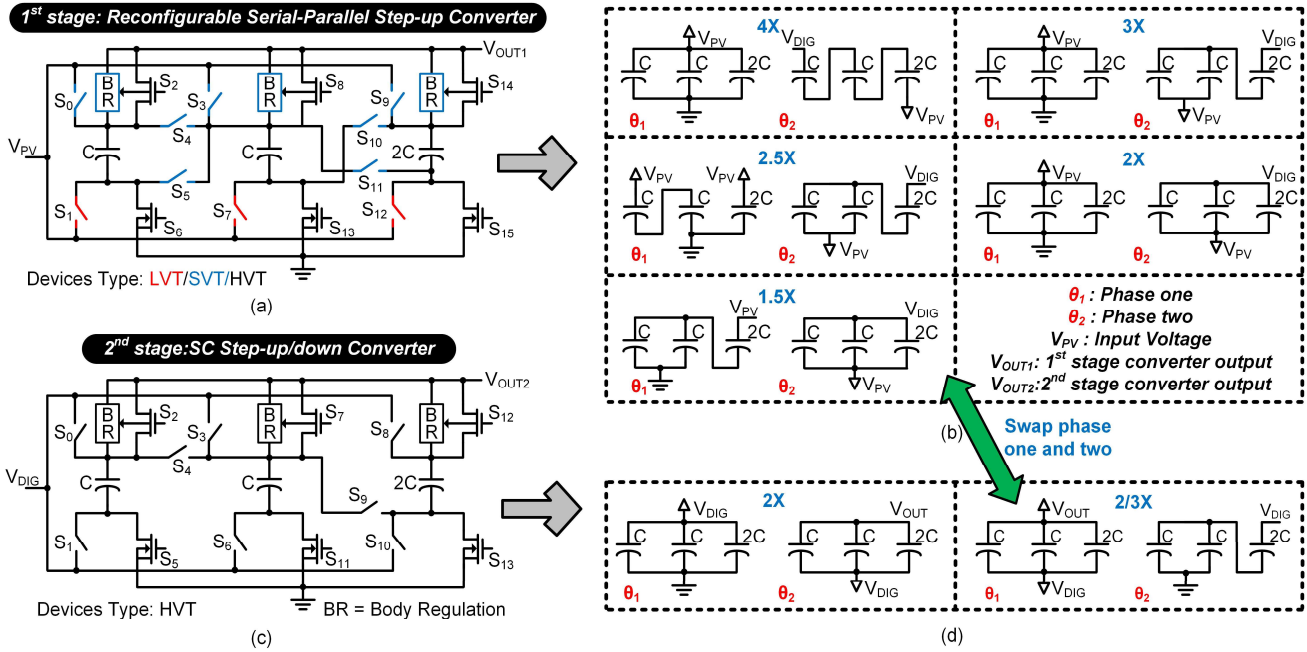 1st stage: Reconfigurable Serial-Parallel Step-up Converter
VOUT1
S0
BR
S2
S3
BR
S8
S9
BR
S14
S4
S10
VPV
C
C
2C
S11
S5
S1
S6
S7
S13
S12
S15
Devices Type: LVT/SVT/HVT
(a)
2nd stage:SC Step-up/down Converter
VOUT2
S0
BR
S2
S3
BR
S7
S8
BR
S12
S4
VDIG
C
C
2C
S9
S1
S5
S6
S11
S10
S13
Devices Type: HVT
BR = Body Regulation
(c)
4X
VPV
C
C
2C
θ1
VDIG
C
C
2C
θ2
VPV
3X
VPV
C
C
2C
θ1
VDIG
C
C
2C
θ2
VPV
2.5X
VPV
VPV
C
C
2C
θ1
VDIG
C
C
2C
θ2
VPV
2X
VPV
C
C
2C
θ1
VDIG
C
C
2C
θ2
VPV
1.5X
VPV
C
C
2C
θ1
VDIG
C
C
2C
θ2
VPV
θ1 : Phase one
θ2 : Phase two
VPV : Input Voltage
VOUT1: 1st stage converter output
VOUT2:2nd stage converter output
(b)
Swap phase
one and two
2X
VDIG
C
C
2C
θ1
VOUT
C
C
2C
θ2
VDIG
2/3X
VOUT
C
C
2C
θ1
VDIG
VDIG
C
C
2C
θ2
(d)